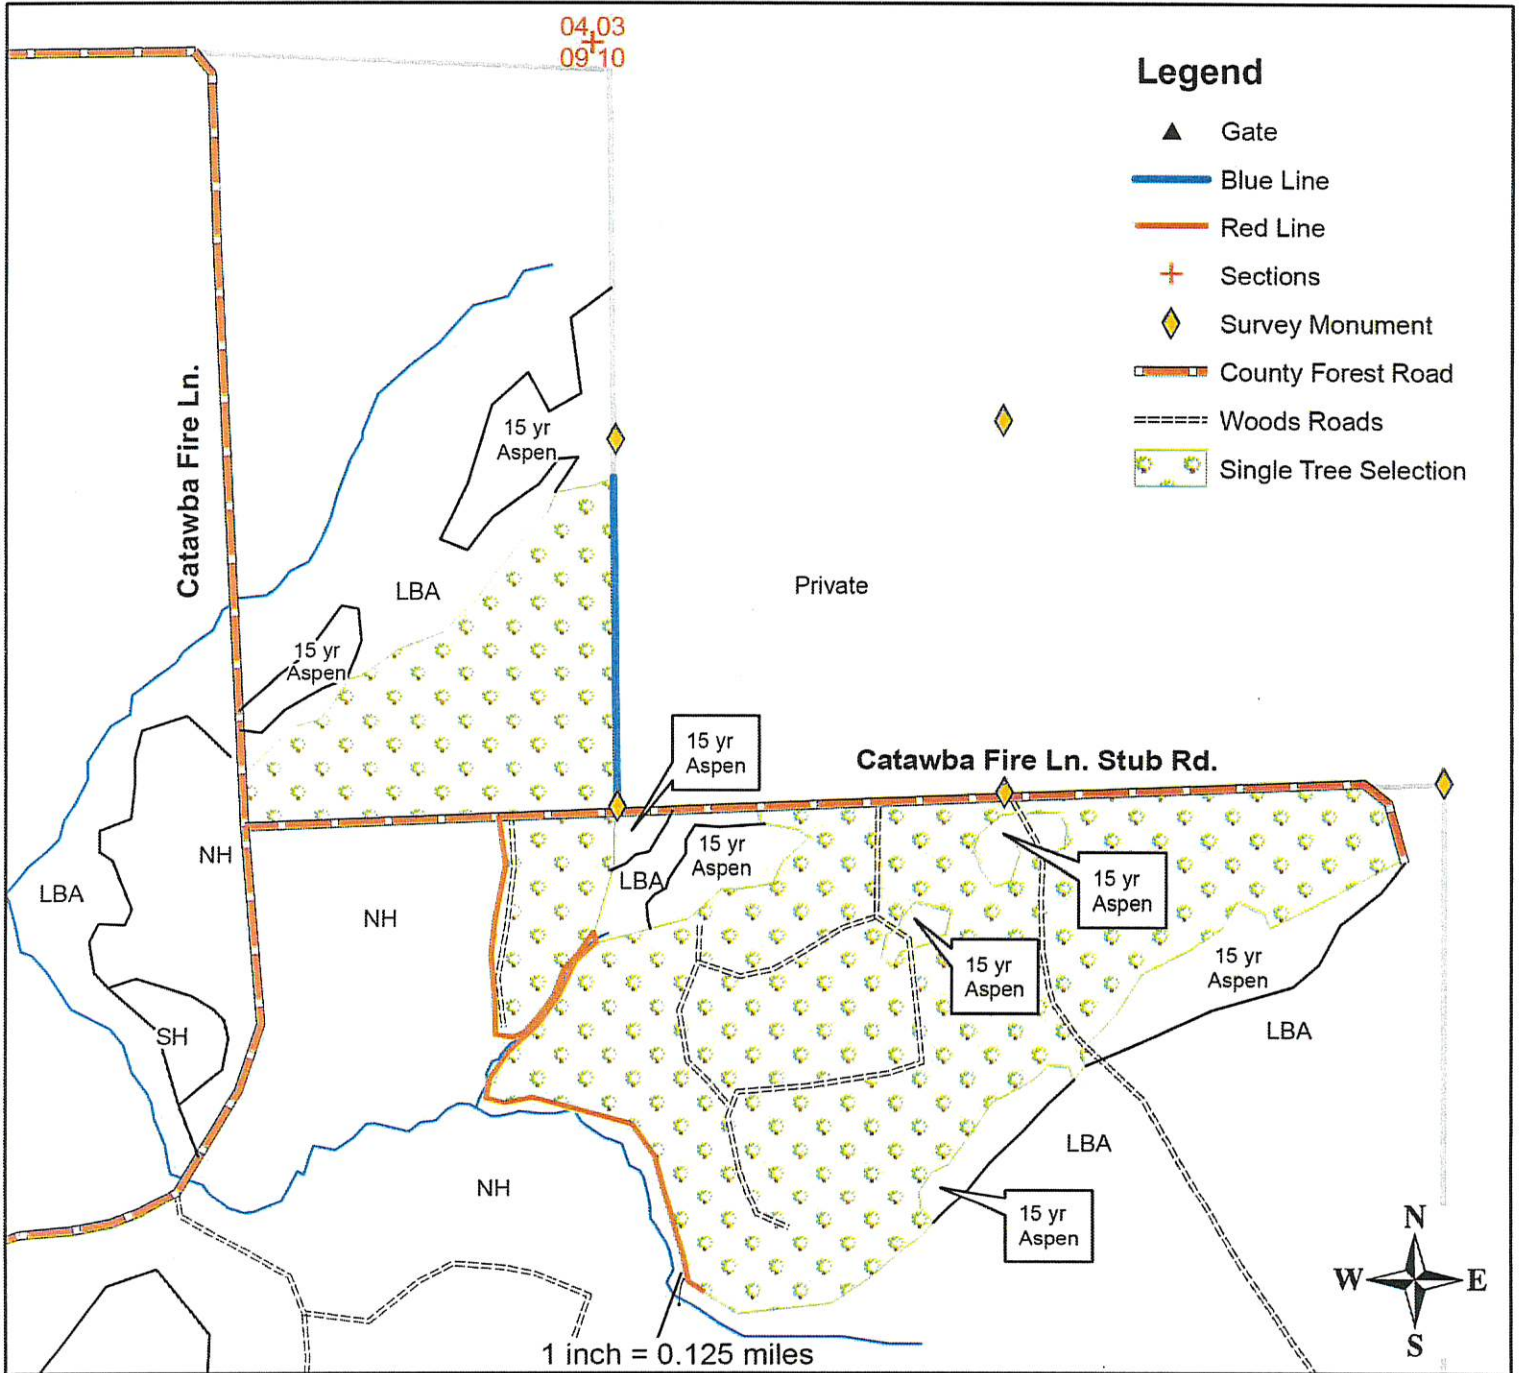 04 03
09 10
Legend
Gate
Blue Line
Red Line
Sections
Survey Monument
County Forest Road
Woods Roads
Single Tree Selection
Catawba Fire Ln.
15 yr
Aspen
LBA
Private
15 yr
Aspen
15 yr
Aspen
Catawba Fire Ln. Stub Rd.
NH
LBA
NH
LBA
15 yr
Aspen
15 yr
Aspen
15 yr
Aspen
15 yr
Aspen
SH
LBA
LBA
NH
15 yr
Aspen
N
W E
S
1 inch = 0.125 miles